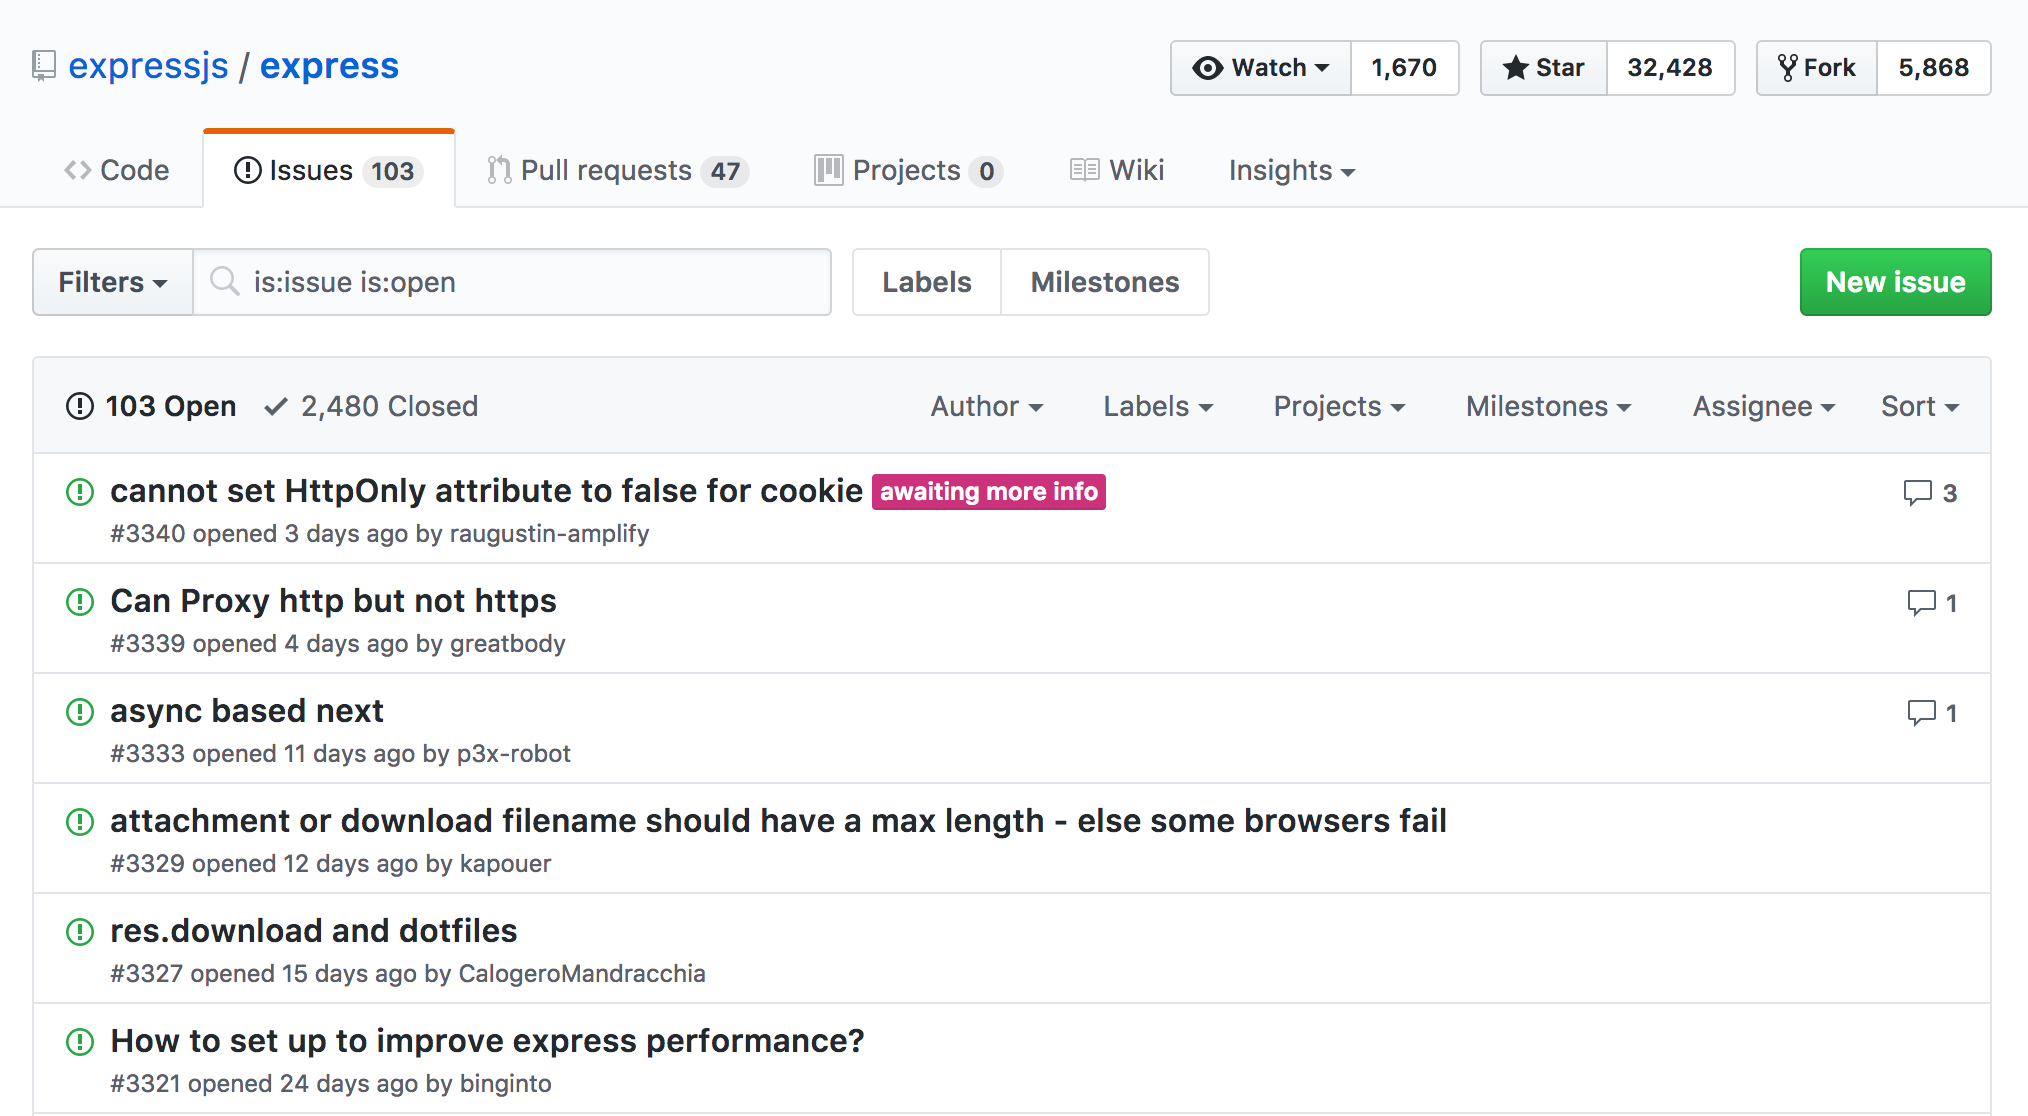 expressjs / express
Watch 1,670 Star 32,428 Fork 5,868
Code Issues 103 Pull requests 47 Projects 0 Wiki Insights
Filters is:issue is:open Labels Milestones New issue
103 Open 2,480 Closed Author Labels Projects Milestones Assignee Sort
cannot set HttpOnly attribute to false for cookie awaiting more info 3
#3340 opened 3 days ago by raugustin-amplify
Can Proxy http but not https 1
#3339 opened 4 days ago by greatbody
async based next 1
#3333 opened 11 days ago by p3x-robot
attachment or download filename should have a max length - else some browsers fail
#3329 opened 12 days ago by kapouer
res.download and dotfiles
#3327 opened 15 days ago by CalogeroMandracchia
How to set up to improve express performance?
#3321 opened 24 days ago by binginto